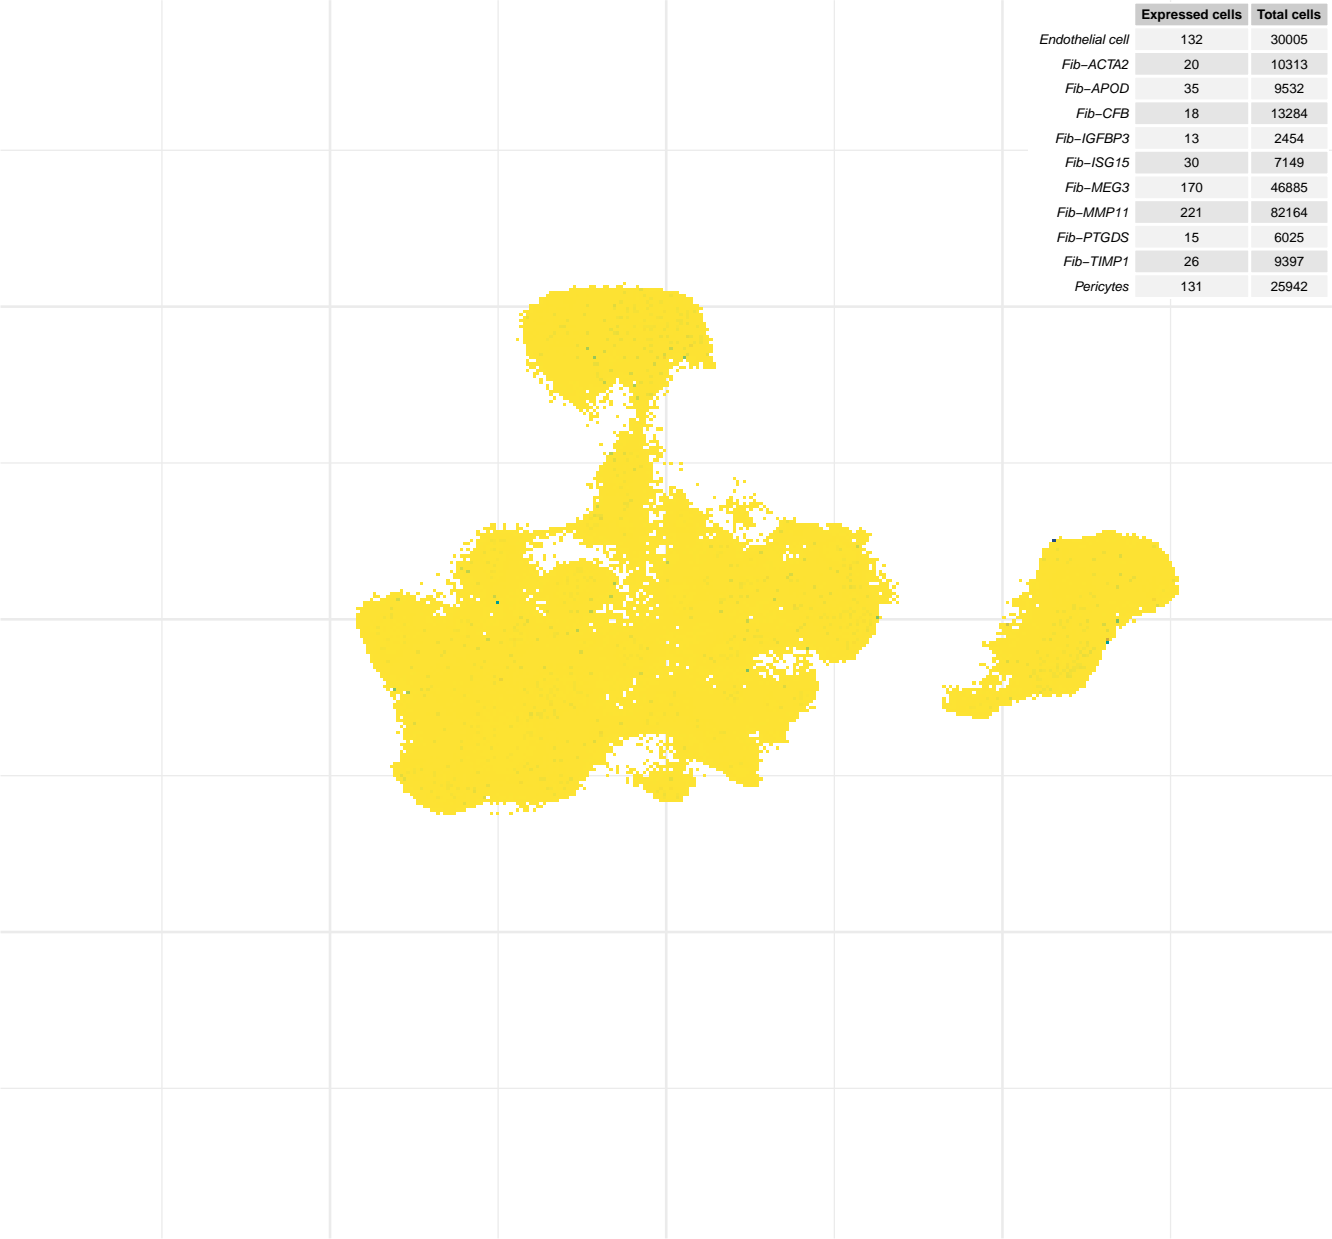 Expressed cells Total cells
Endothelial cell 132 30005
Fib−ACTA2 20 10313
Fib−APOD 35 9532
Fib−CFB 18 13284
Fib−IGFBP3 13 2454
Fib−ISG15 30 7149
Fib−MEG3 170 46885
Fib−MMP11 221 82164
Fib−PTGDS 15 6025
Fib−TIMP1 26 9397
Pericytes 131 25942